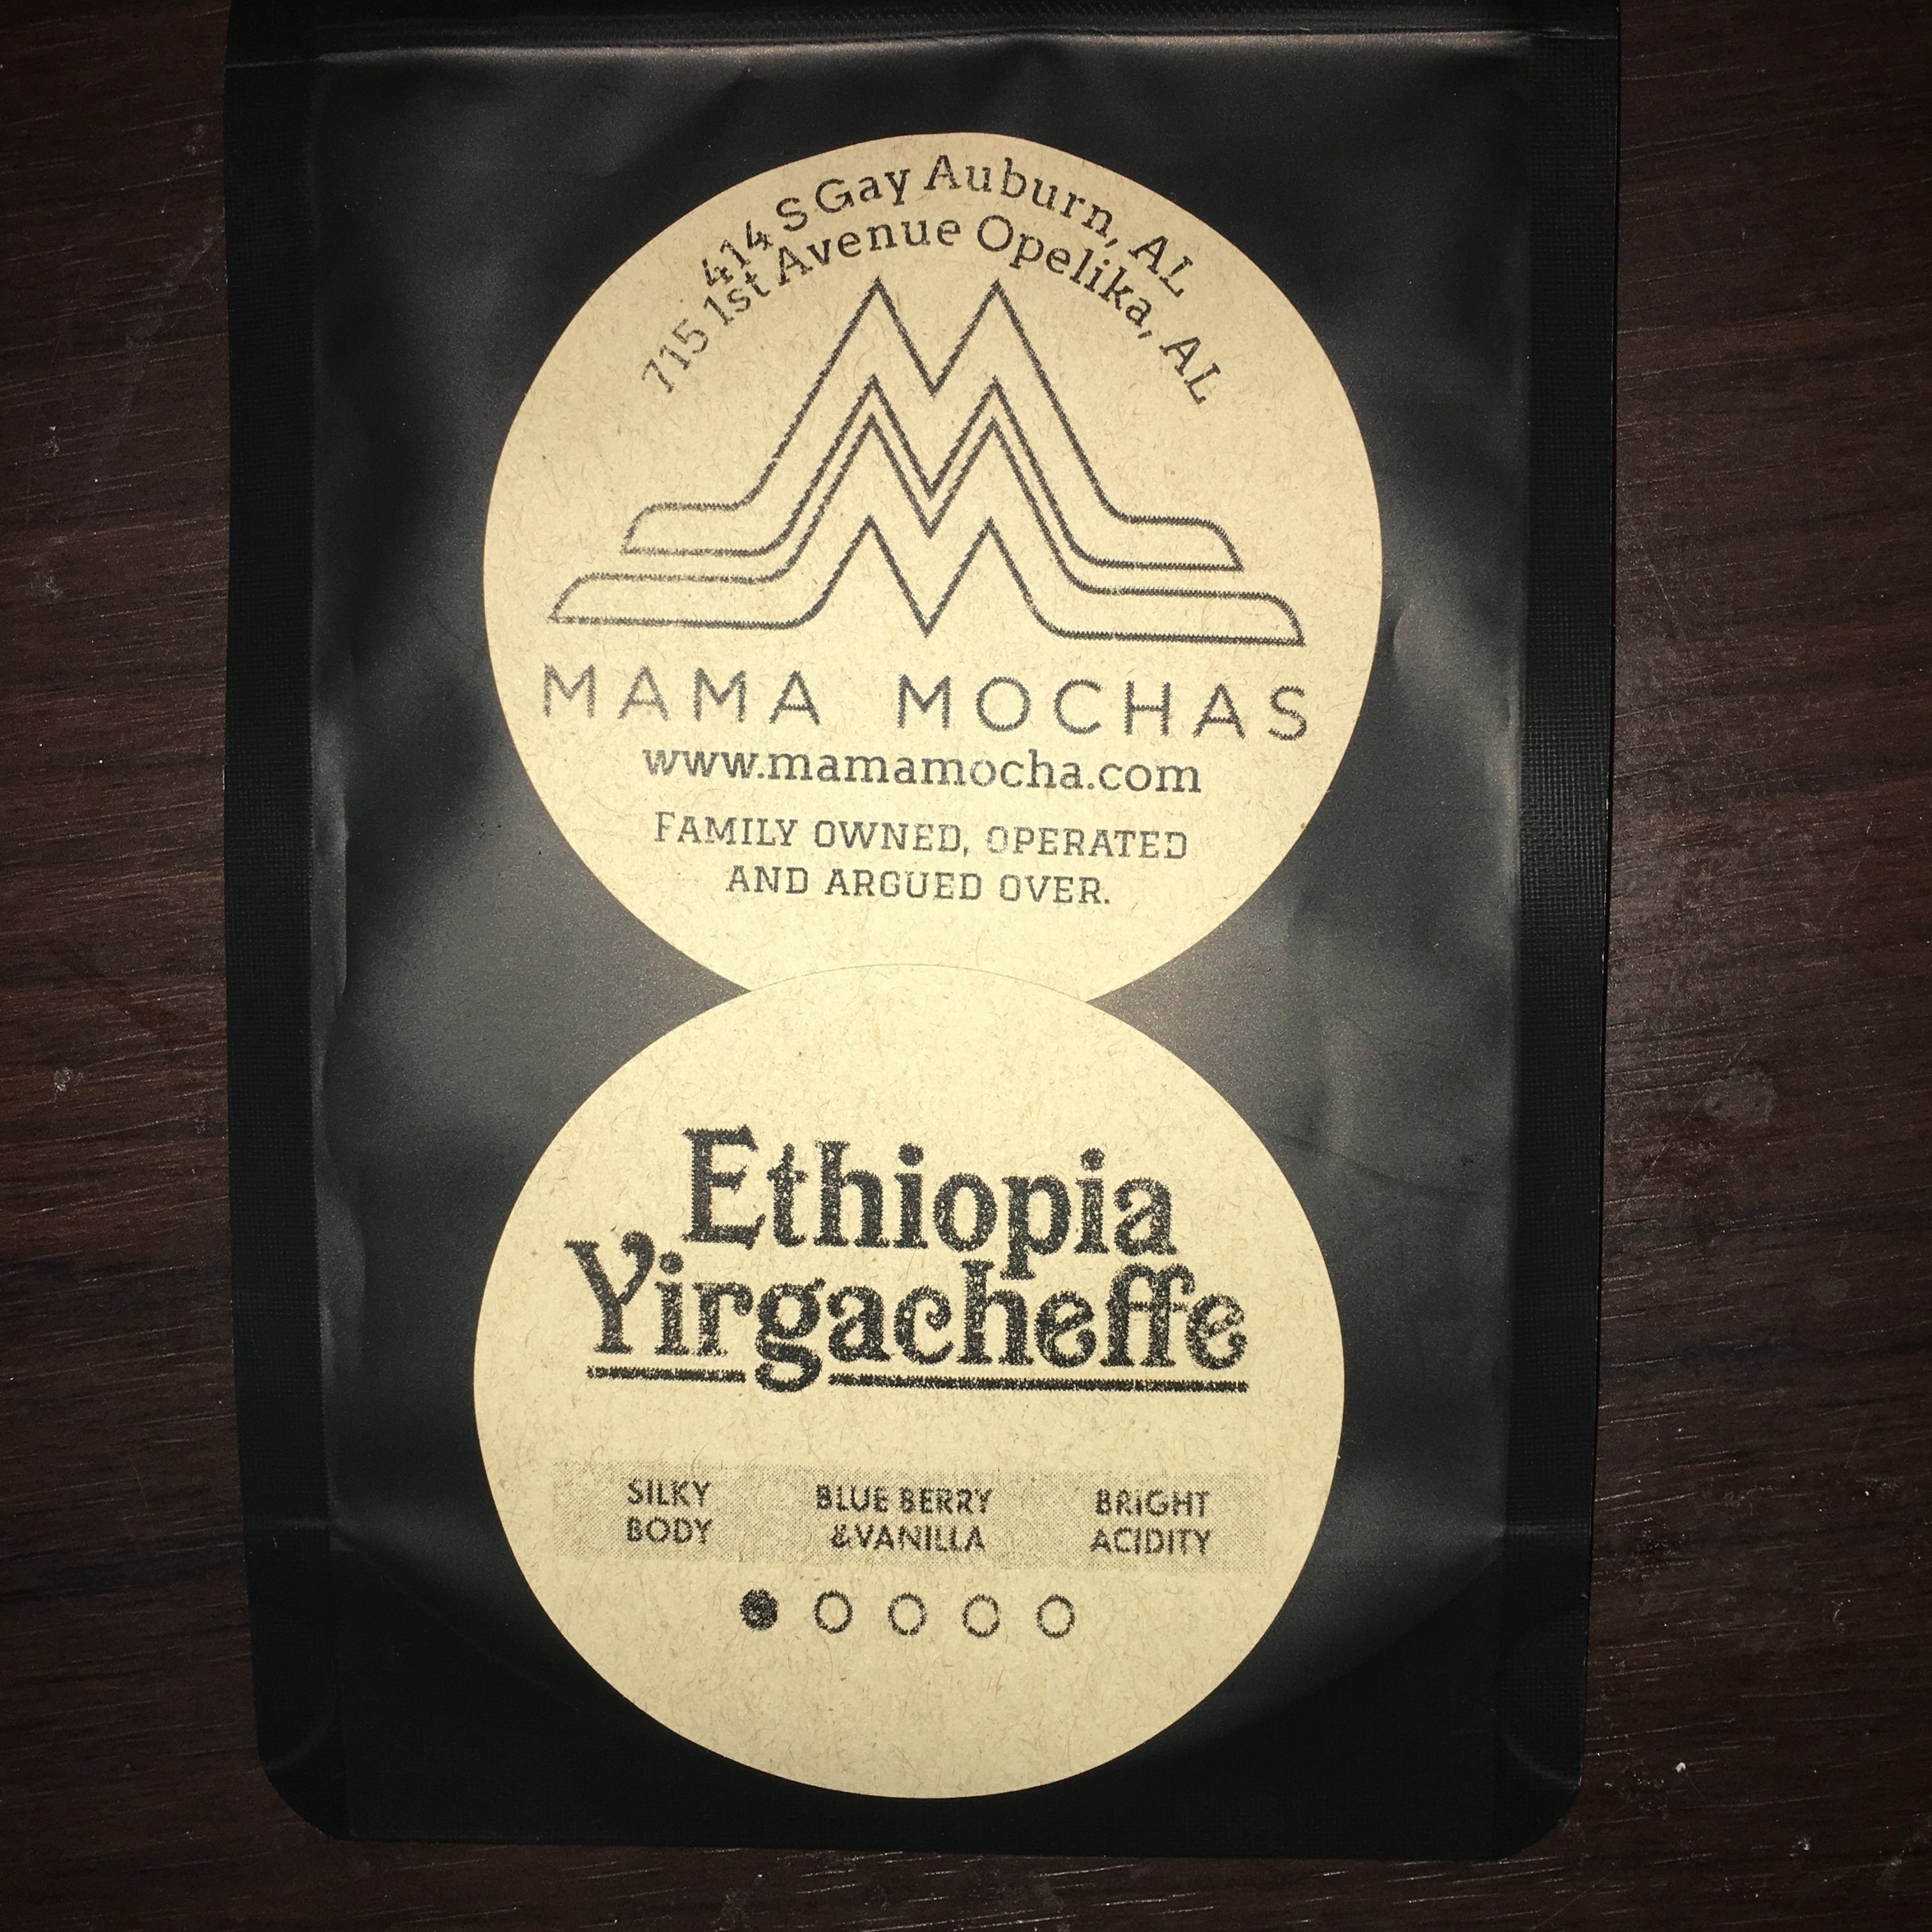 414 S Gay Auburn, AL
715 1st Avenue Opelika, AL
MAMA MOCHAS
www.mamamocha.com
FAMILY OWNED, OPERATED
AND ARGUED OVER.
Ethiopia
Yirgacheffe
SILKY BODY
BLUE BERRY &VANILLA
BRIGHT ACIDITY